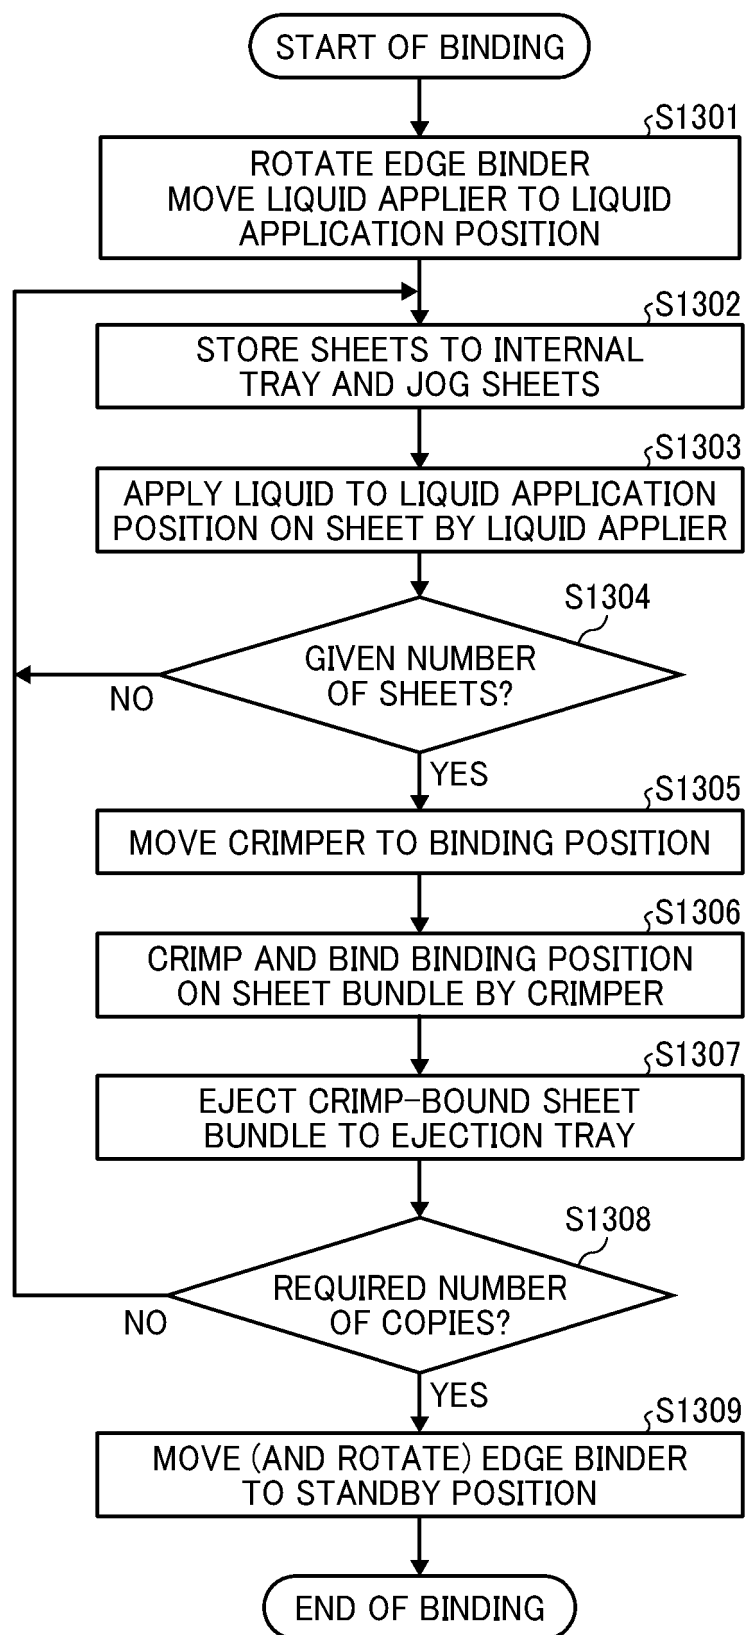 START OF BINDING
S1301
ROTATE EDGE BINDER
MOVE LIQUID APPLIER TO LIQUID
APPLICATION POSITION
S1302
STORE SHEETS TO INTERNAL
TRAY AND JOG SHEETS
S1303
APPLY LIQUID TO LIQUID APPLICATION
POSITION ON SHEET BY LIQUID APPLIER
S1304
GIVEN NUMBER
OF SHEETS?
NO
YES
S1305
MOVE CRIMPER TO BINDING POSITION
S1306
CRIMP AND BIND BINDING POSITION
ON SHEET BUNDLE BY CRIMPER
S1307
EJECT CRIMP-BOUND SHEET
BUNDLE TO EJECTION TRAY
S1308
REQUIRED NUMBER
OF COPIES?
NO
YES
S1309
MOVE (AND ROTATE) EDGE BINDER
TO STANDBY POSITION
END OF BINDING